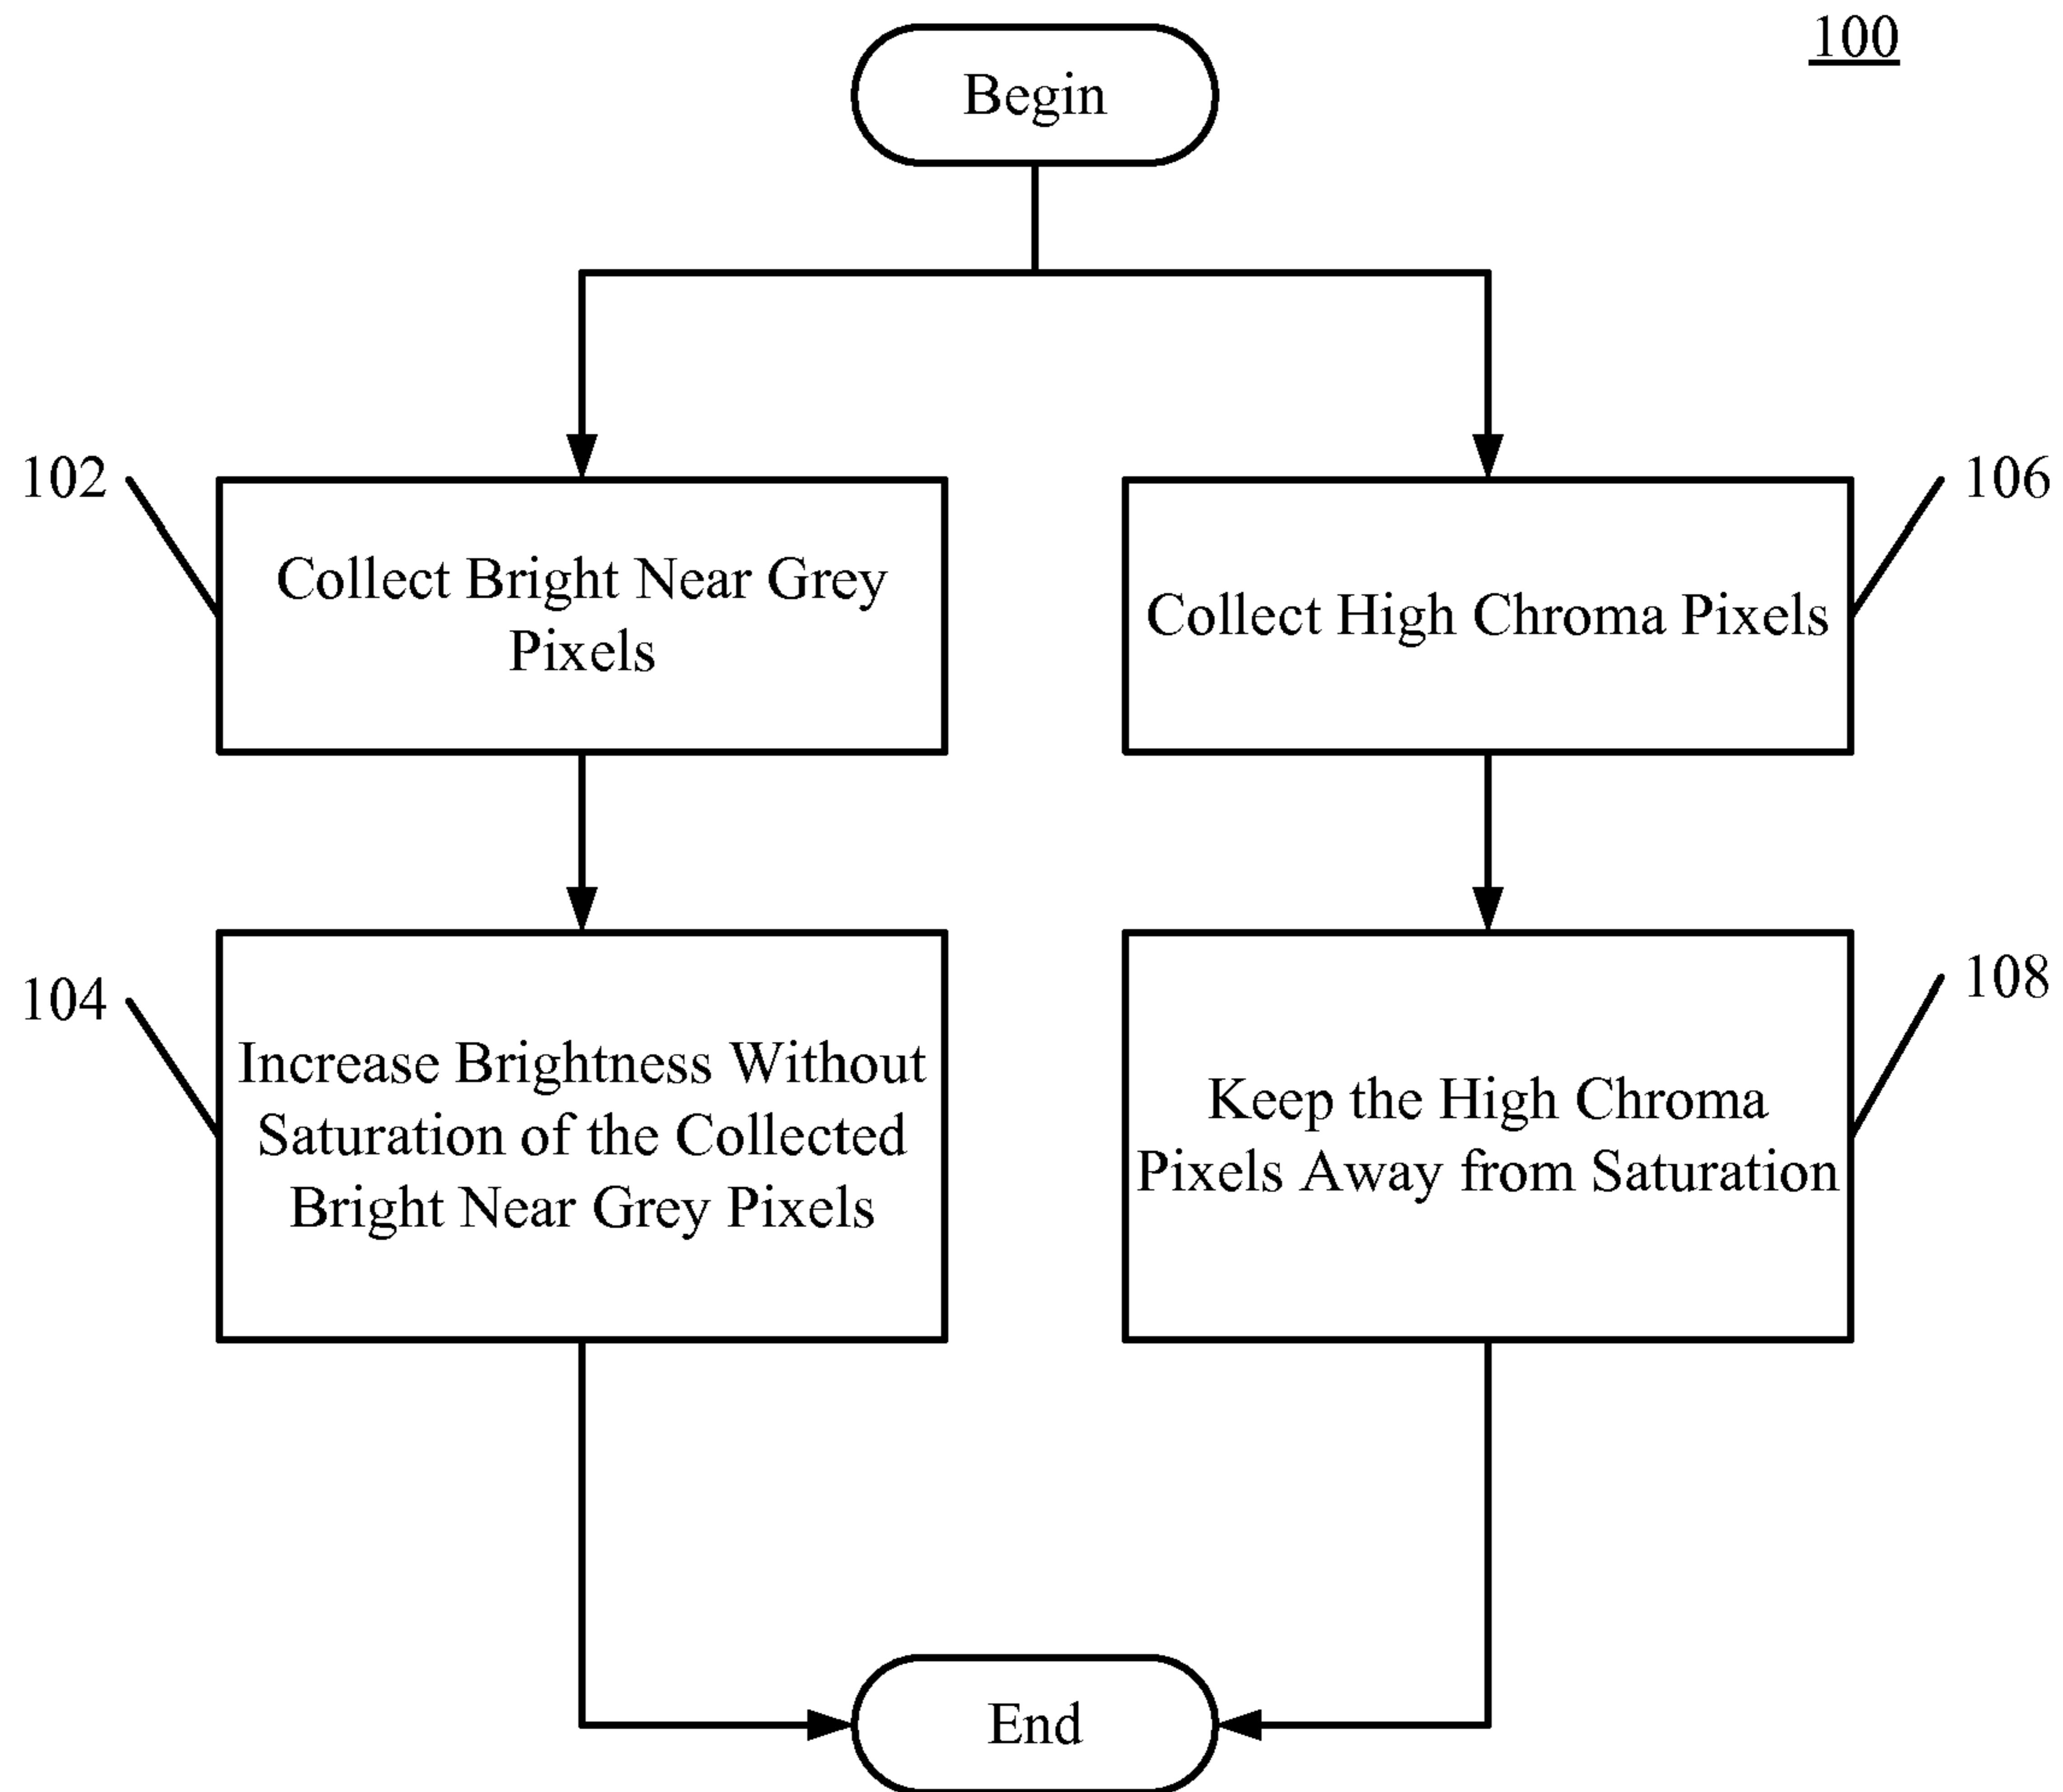 100
Begin
102
Collect Bright Near Grey
Pixels
106
Collect High Chroma Pixels
104
Increase Brightness Without
Saturation of the Collected
Bright Near Grey Pixels
108
Keep the High Chroma
Pixels Away from Saturation
End